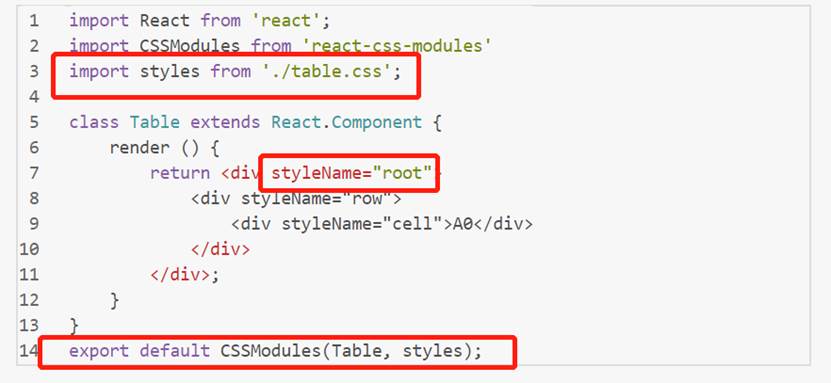 1 import React from 'react';
2 import CSSModules from 'react-css-modules'
3 import styles from './table.css';
4
5 class Table extends React.Component {
6 render () {
7 return <div styleName="root">
8 <div styleName="row">
9 <div styleName="cell">A0</div>
10 </div>
11 </div>;
12 }
13 }
14 export default CSSModules(Table, styles);